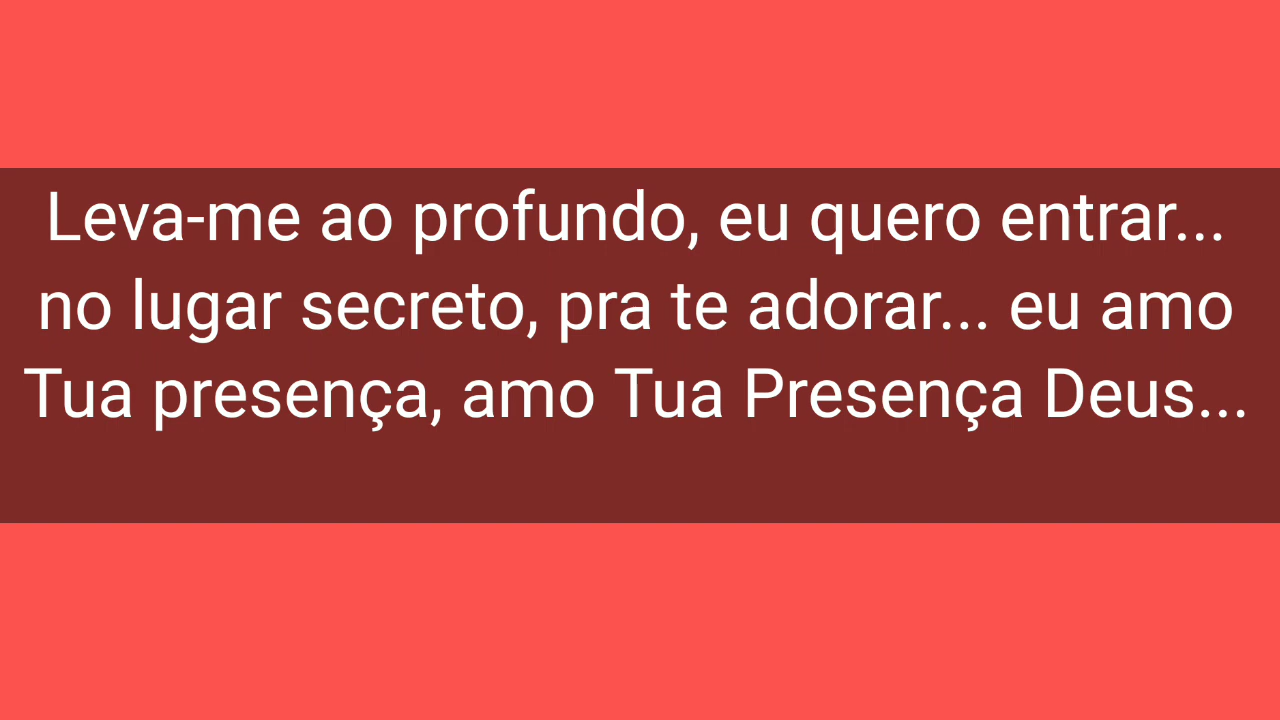 Leva-me ao profundo, eu quero entrar...
no lugar secreto, pra te adorar... eu amo
Tua presença, amo Tua Presença Deus...